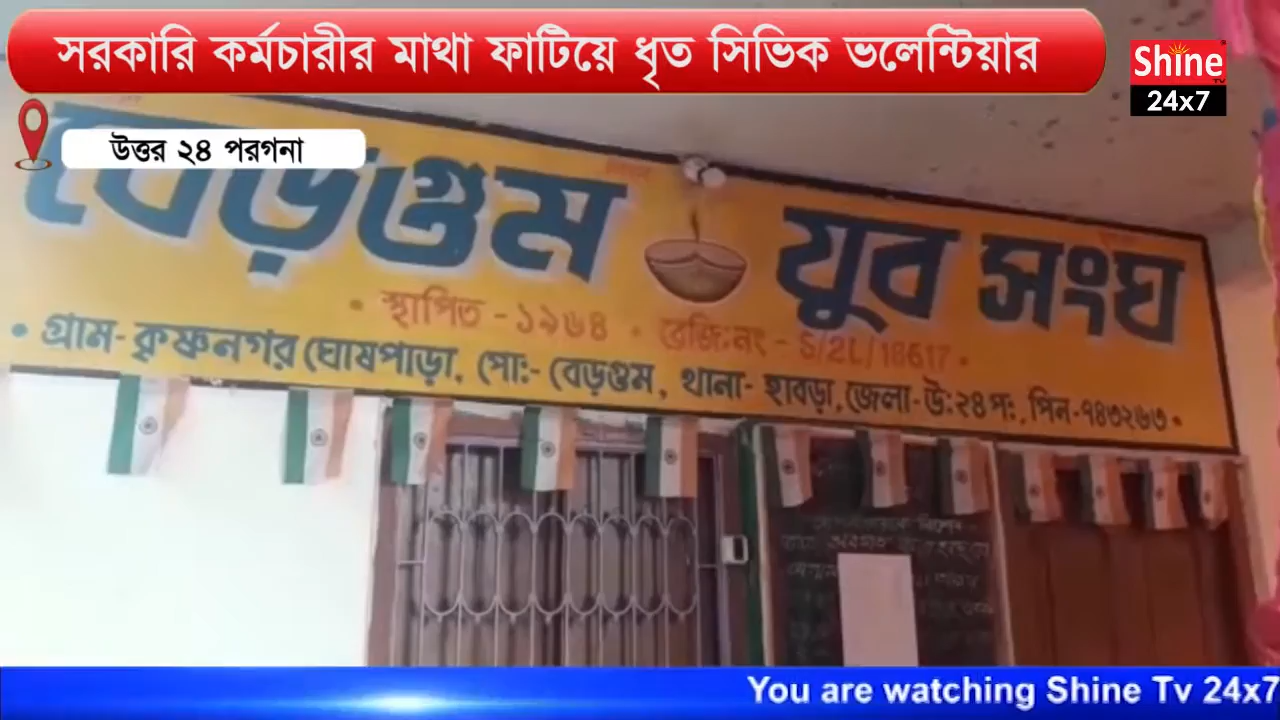 সরকারি কর্মচারীর মাথা ফাটিয়ে ধৃত সিভিক ভলেন্টিয়ার
Shine
TV
24x7
উত্তর ২৪ পরগনা
বেড়গুম যুব সংঘ
স্থাপিত - ১৯৬৪ • রেজি:নং - S/2L/18617 •
• গ্রাম- কৃষ্ণনগর ঘোষপাড়া, পো:- বেড়গুম, থানা- হাবড়া, জেলা-উ:২৪প:, পিন-৭৪৩২৬৩ •
You are watching Shine Tv 24x7